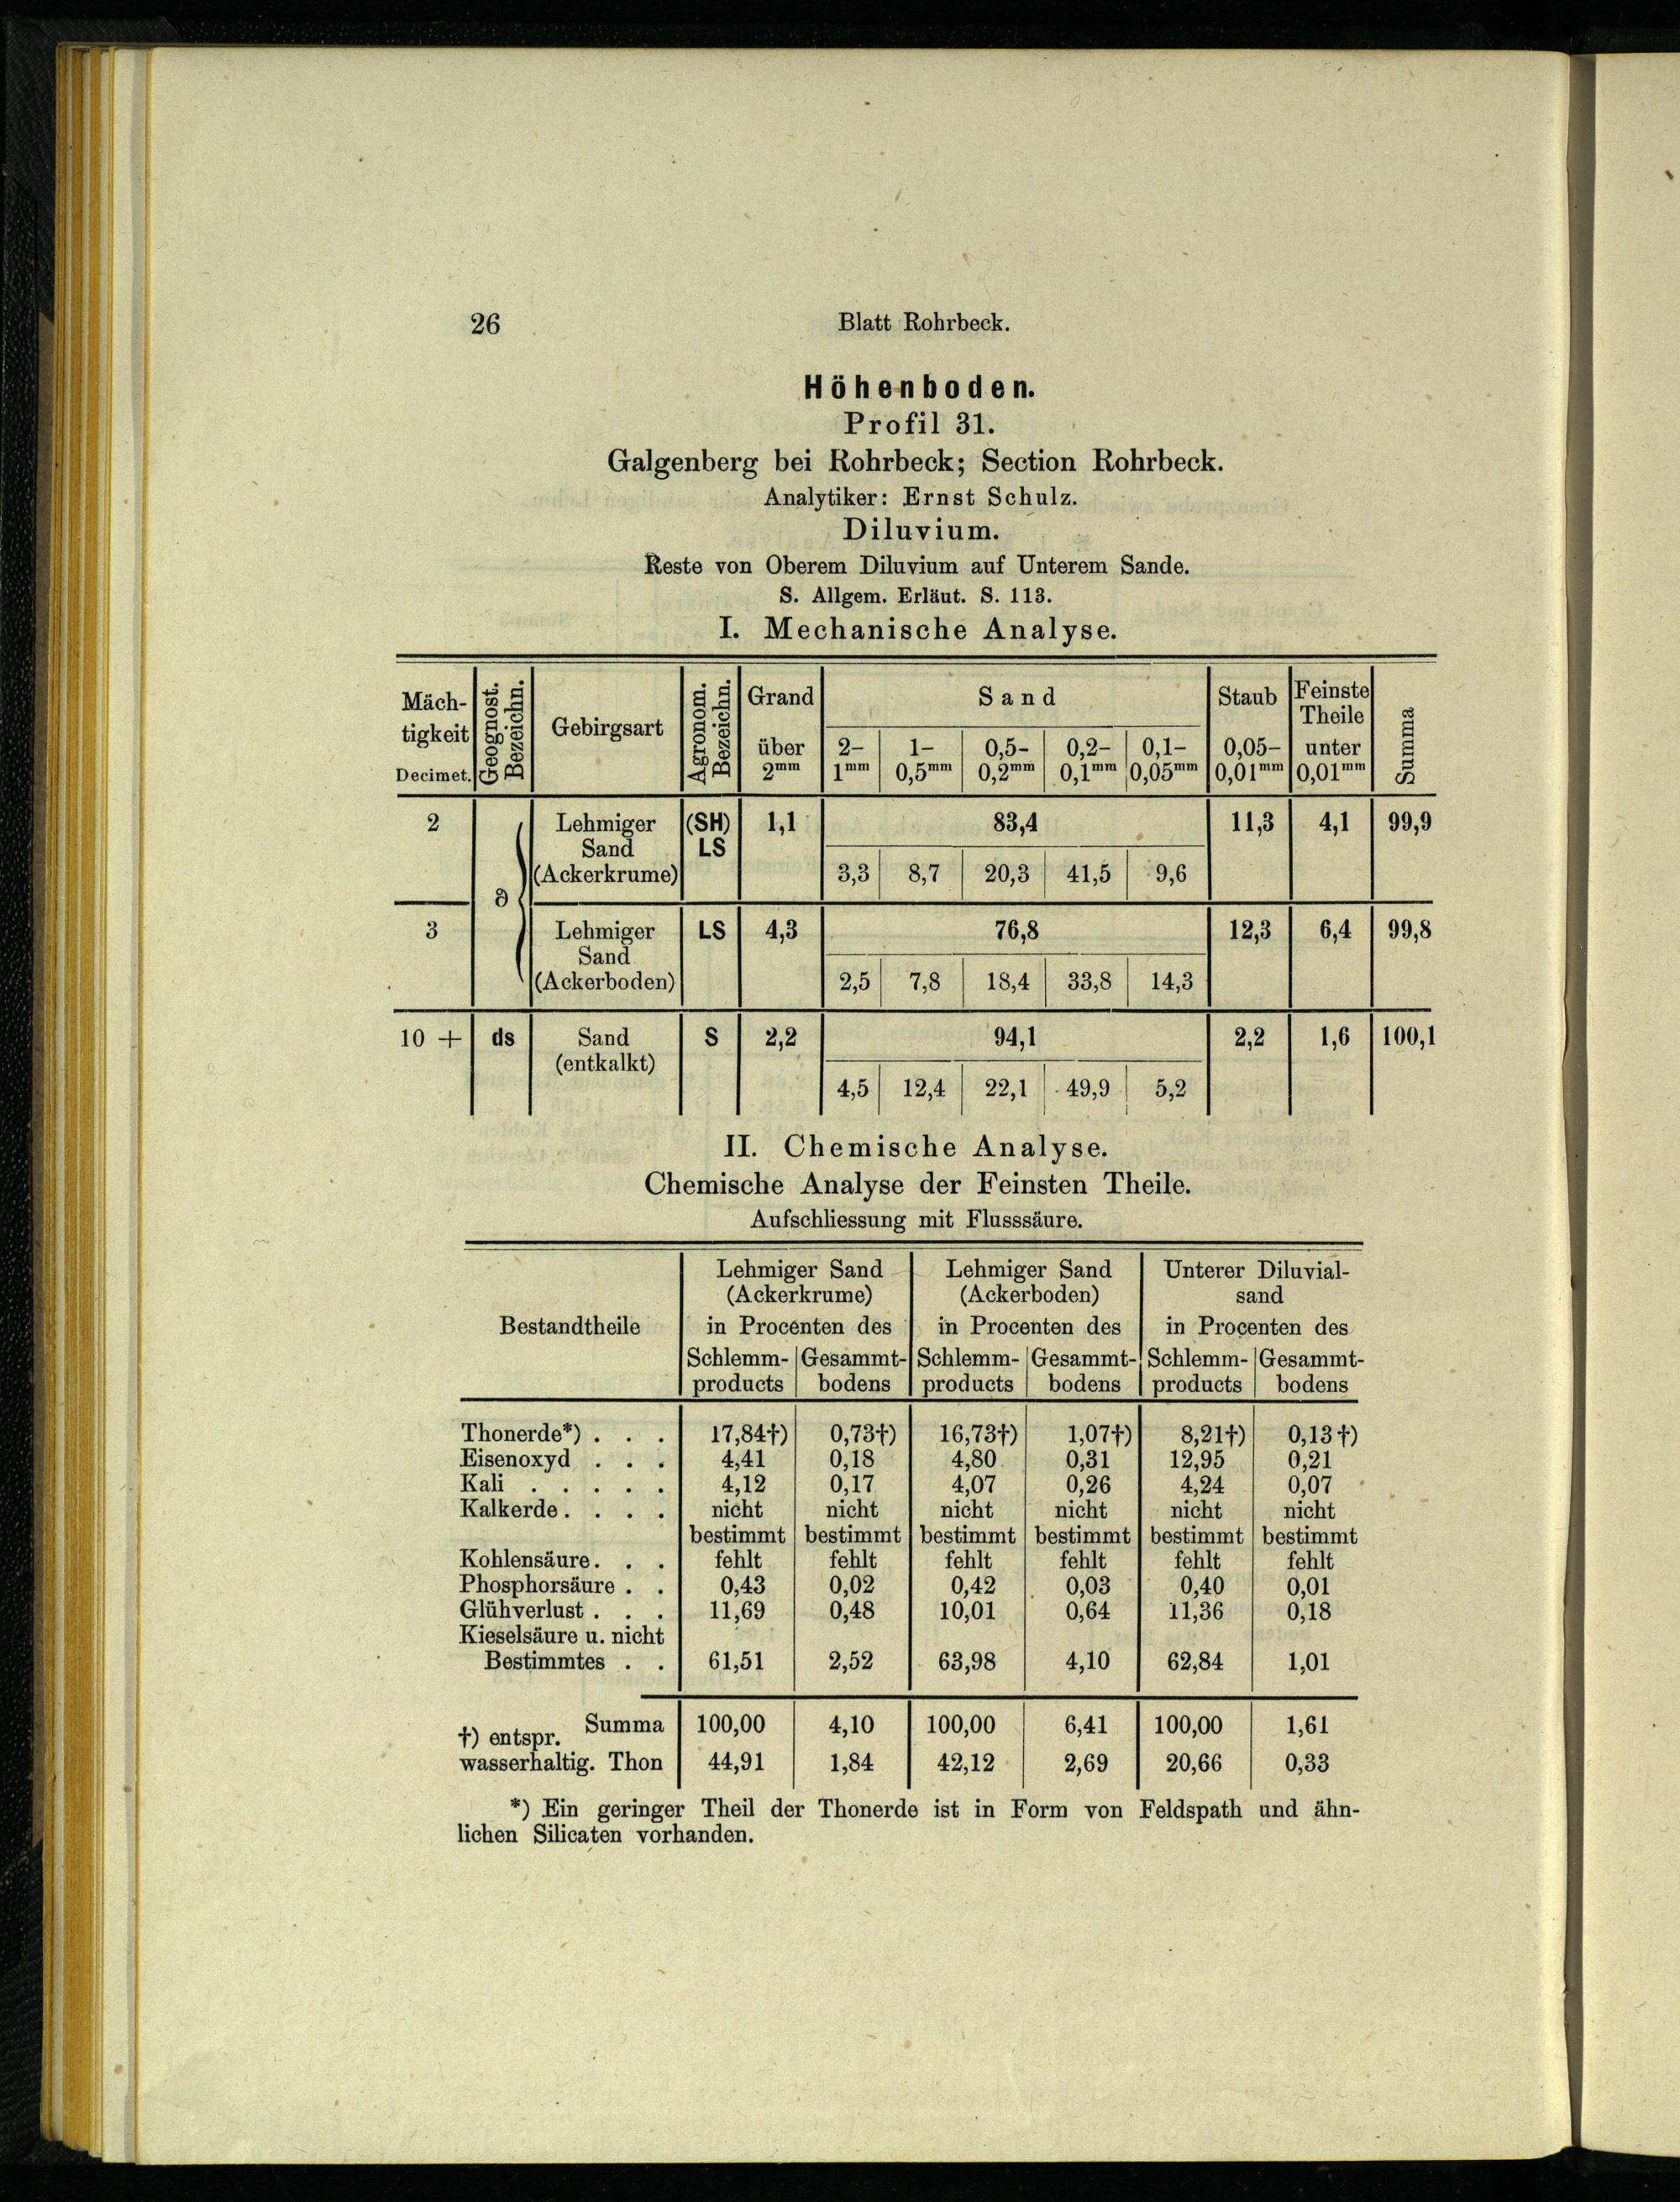 26 Blatt Rohrbeck.
Höhenboden.
Profil 31.
Galgenberg bei Rohrbeck; Section Rohrbeck.
Analytiker: Ernst Schulz.
Diluvium.
Reste von Oberem Diluvium auf Unterem Sande.
S. Allgem. Erläut. S. 113.
I. Mechanische Analyse.
Mäch-
tigkeit
Decimet.
Geognost.
Bezeichn.
Gebirgsart
Agronom.
Bezeichn.
Grand
über
2mm
Sand
2-
1mm
1-
0,5mm
0,5-
0,2mm
0,2-
0,1mm
0,1-
0,05mm
Staub
0,05-
0,01mm
Feinste
Theile
unter
0,01mm
Summa
2 Lehmiger (SH) 1,1 83,4 11,3 4,1 99,9
Sand LS
(Ackerkrume) 3,3 8,7 20,3 41,5 9,6
∂
3 Lehmiger LS 4,3 76,8 12,3 6,4 99,8
Sand
(Ackerboden) 2,5 7,8 18,4 33,8 14,3
10 + ds Sand S 2,2 94,1 2,2 1,6 100,1
(entkalkt)
4,5 12,4 22,1 49,9 5,2
II. Chemische Analyse.
Chemische Analyse der Feinsten Theile.
Aufschliessung mit Flusssäure.
Bestandtheile
Lehmiger Sand
(Ackerkrume)
in Procenten des
Schlemm-
products
Gesammt-
bodens
Lehmiger Sand
(Ackerboden)
in Procenten des
Schlemm-
products
Gesammt-
bodens
Unterer Diluvial-
sand
in Procenten des
Schlemm-
products
Gesammt-
bodens
Thonerde*) . . . 17,84†) 0,73†) 16,73†) 1,07†) 8,21†) 0,13†)
Eisenoxyd . . . 4,41 0,18 4,80 0,31 12,95 0,21
Kali . . . . . 4,12 0,17 4,07 0,26 4,24 0,07
Kalkerde. . . . nicht nicht nicht nicht nicht nicht
bestimmt bestimmt bestimmt bestimmt bestimmt bestimmt
Kohlensäure. . . fehlt fehlt fehlt fehlt fehlt fehlt
Phosphorsäure . . 0,43 0,02 0,42 0,03 0,40 0,01
Glühverlust . . . 11,69 0,48 10,01 0,64 11,36 0,18
Kieselsäure u. nicht
Bestimmtes . . 61,51 2,52 63,98 4,10 62,84 1,01
Summa 100,00 4,10 100,00 6,41 100,00 1,61
†) entspr.
wasserhaltig. Thon 44,91 1,84 42,12 2,69 20,66 0,33
*) Ein geringer Theil der Thonerde ist in Form von Feldspath und ähn-
lichen Silicaten vorhanden.